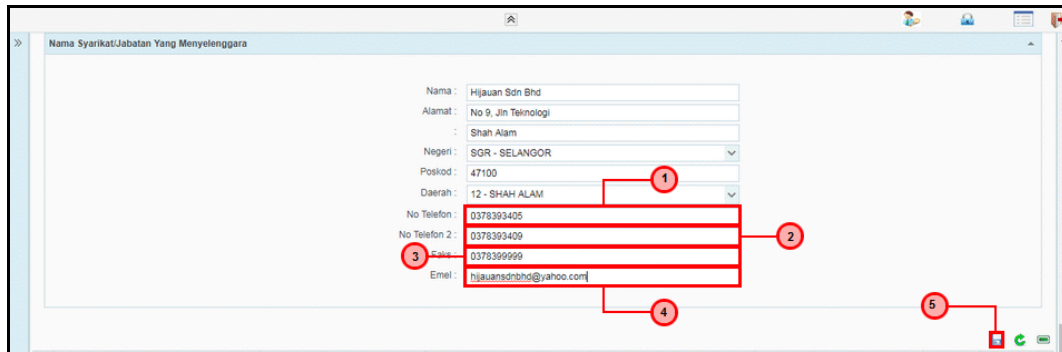 »
Nama Syarikat/Jabatan Yang Menyelenggara
Nama : Hijauan Sdn Bhd
Alamat : No 9, Jln Teknologi
: Shah Alam
Negeri : SGR - SELANGOR
Poskod : 47100
1
Daerah : 12 - SHAH ALAM
No Telefon : 0378393405
No Telefon 2 : 0378393409
2
3
Faks : 0378399999
Emel : hijauansdnbhd@yahoo.com
4
5